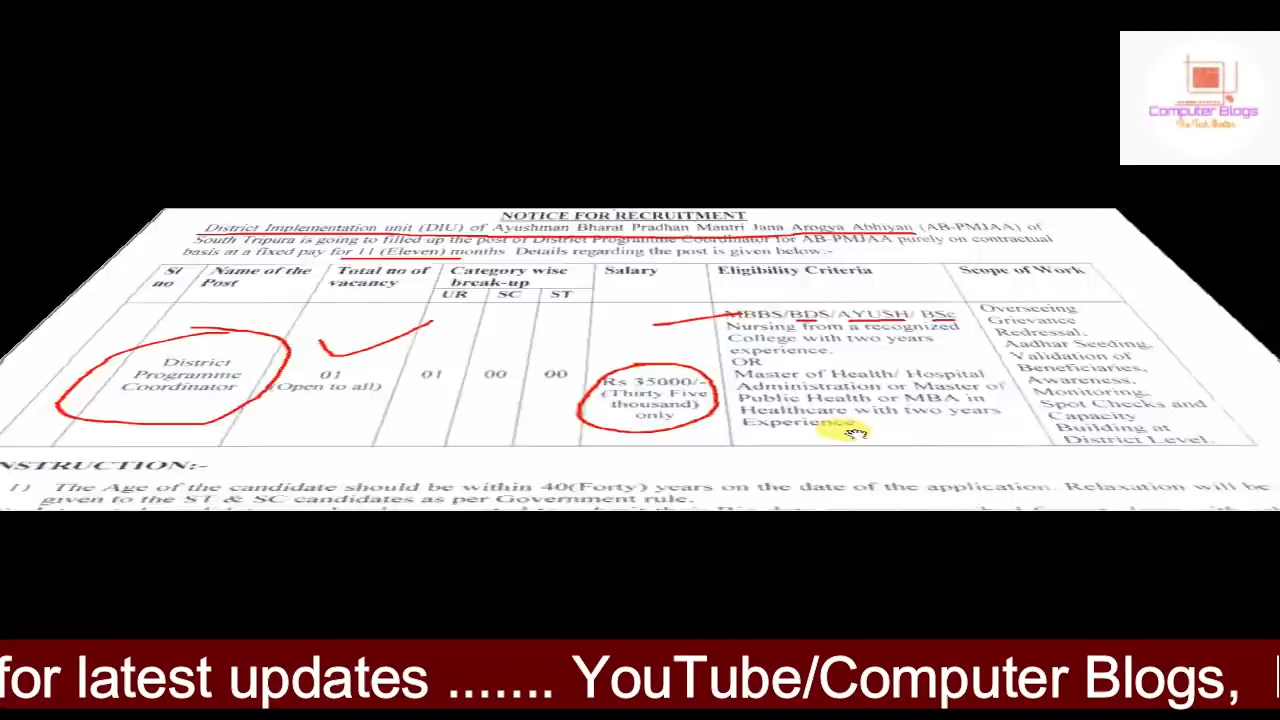 Computer Blogs
The Tech Master
NOTICE FOR RECRUITMENT
District Implementation unit (DIU) of Ayushman Bharat Pradhan Mantri Jana Arogya Abhiyan (AB-PMJAA) of
South Tripura is going to filled up the post of District Programme Coordinator for AB-PMJAA purely on contractual
basis at a fixed pay for 11 (Eleven) months. Details regarding the post is given below:-
Sl no
Name of the Post
Total no of vacancy
Category wise break-up
UR SC ST
Salary
Eligibility Criteria
Scope of Work
District
Programme
Coordinator
01
(Open to all)
01 00 00
Rs 35000/-
(Thirty Five
thousand)
only
MBBS/BDS/AYUSH/ BSc
Nursing from a recognized
College with two years
experience.
OR
Master of Health/ Hospital
Administration or Master of
Public Health or MBA in
Healthcare with two years
Experience
Overseeing
Grievance
Redressal.
Aadhar Seeding,
Validation of
Beneficiaries,
Awareness,
Monitoring,
Spot Checks and
Capacity
Building at
District Level.
NSTRUCTION:-
1) The Age of the candidate should be within 40(Forty) years on the date of the application. Relaxation will be
given to the ST & SC candidates as per Government rule.
for latest updates ....... YouTube/Computer Blogs,